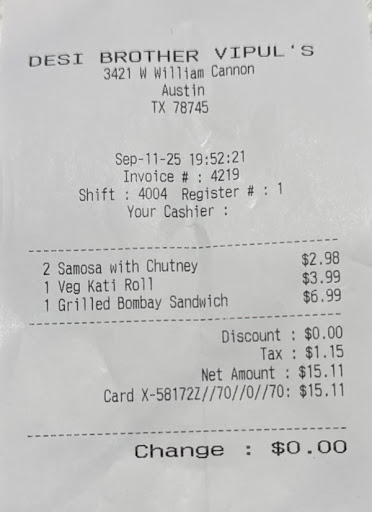 DESI BROTHER VIPUL'S
3421 W William Cannon
Austin
TX 78745
Sep-11-25 19:52:21
Invoice # : 4219
Shift : 4004 Register # : 1
Your Cashier :
2 Samosa with Chutney $2.98
1 Veg Kati Roll $3.99
1 Grilled Bombay Sandwich $6.99
Discount : $0.00
Tax : $1.15
Net Amount : $15.11
Card X-58172Z//70//0//70: $15.11
Change : $0.00